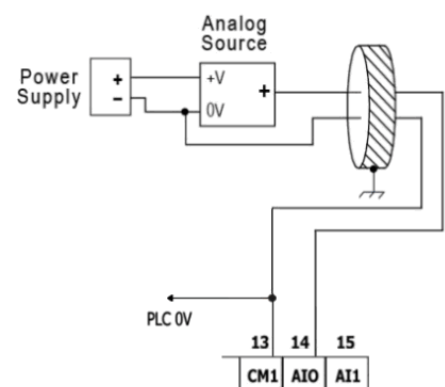 Analog
Source
Power
Supply
+
-
+V
0V
+
PLC 0V
13 14 15
CM1 AI0 AI1